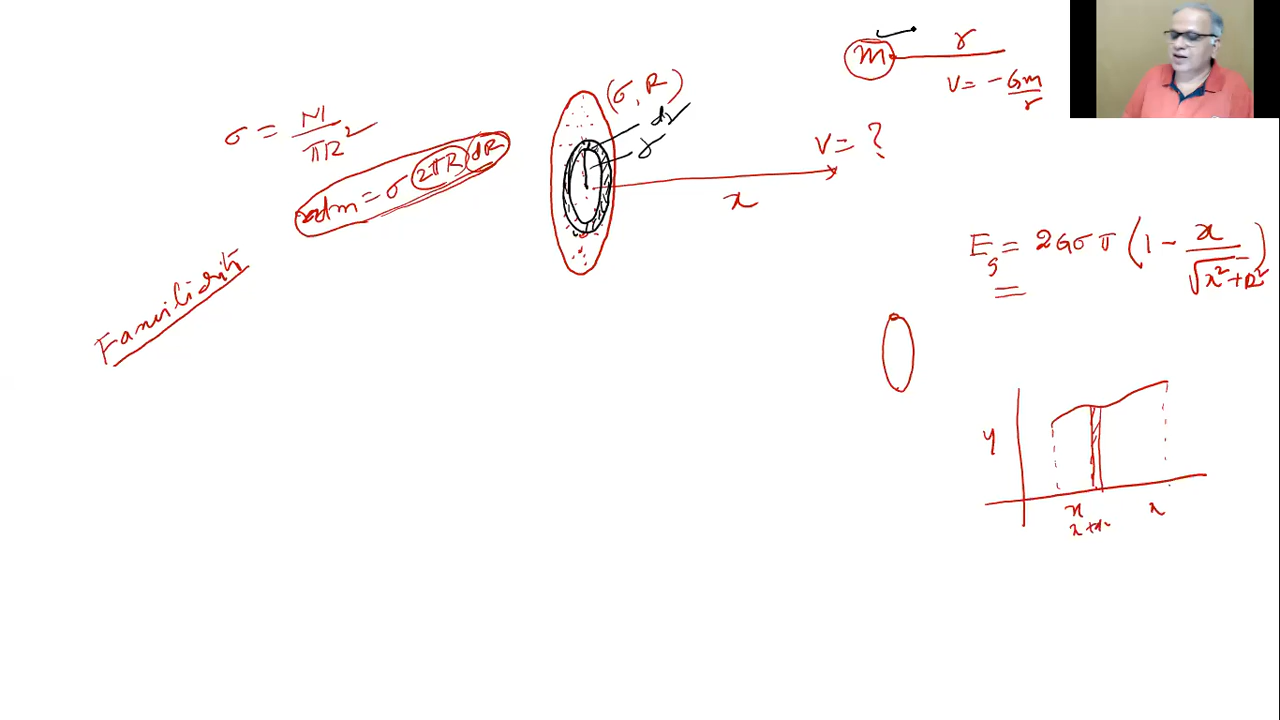 σ = M / πR²
dm = σ 2πR dR
Familiarity
(σ, R)
dr
r
x
V = ?
m
r
V = -Gm / r
E_g = 2Gσπ (1 - x / √(x² + R²))
=
y
x
x+dx
x